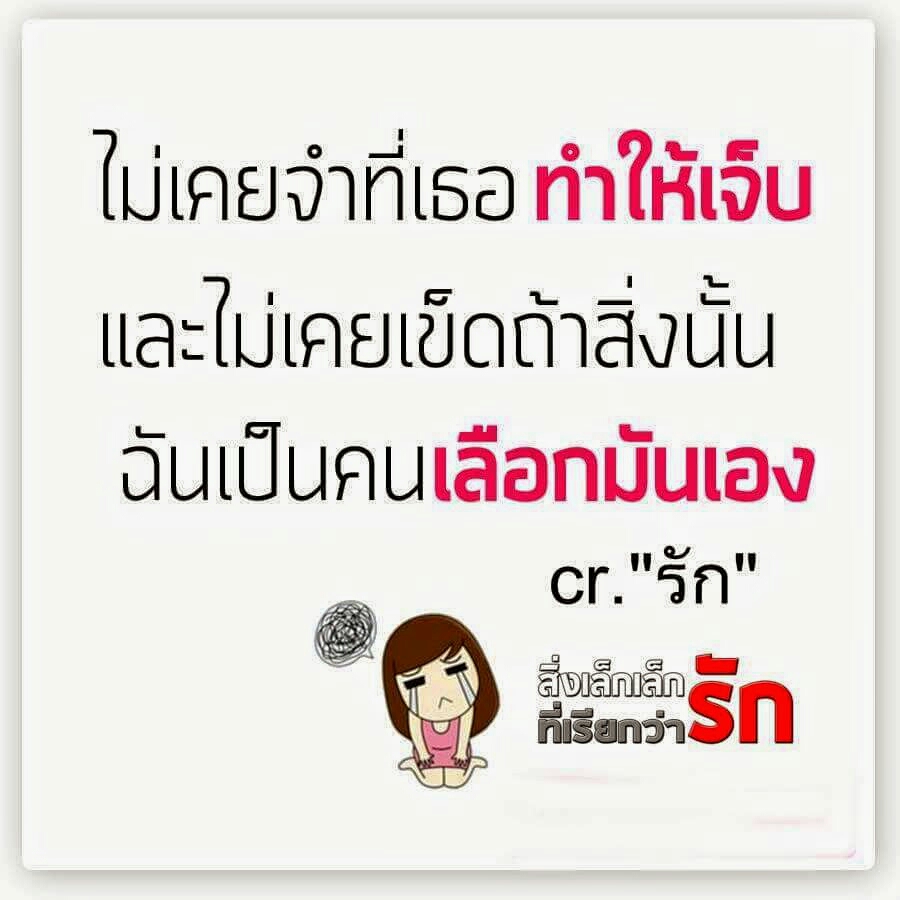 ไม่เคยจำที่เธอ ทำให้เจ็บ
และไม่เคยเข็ดถ้าสิ่งนั้น
ฉันเป็นคนเลือกมันเอง
cr."รัก"
สิ่งเล็กเล็ก
ที่เรียกว่ารัก